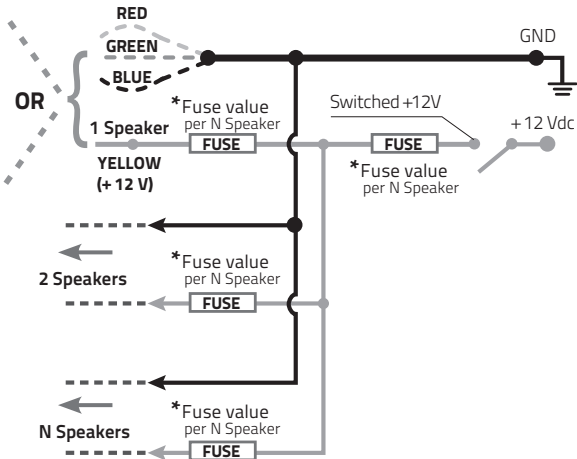 RED
GREEN
BLUE
OR
1 Speaker
YELLOW
(+ 12 V)
*Fuse value
per N Speaker
FUSE
Switched +12V
FUSE
*Fuse value
per N Speaker
GND
+ 12 Vdc
2 Speakers
*Fuse value
per N Speaker
FUSE
N Speakers
*Fuse value
per N Speaker
FUSE